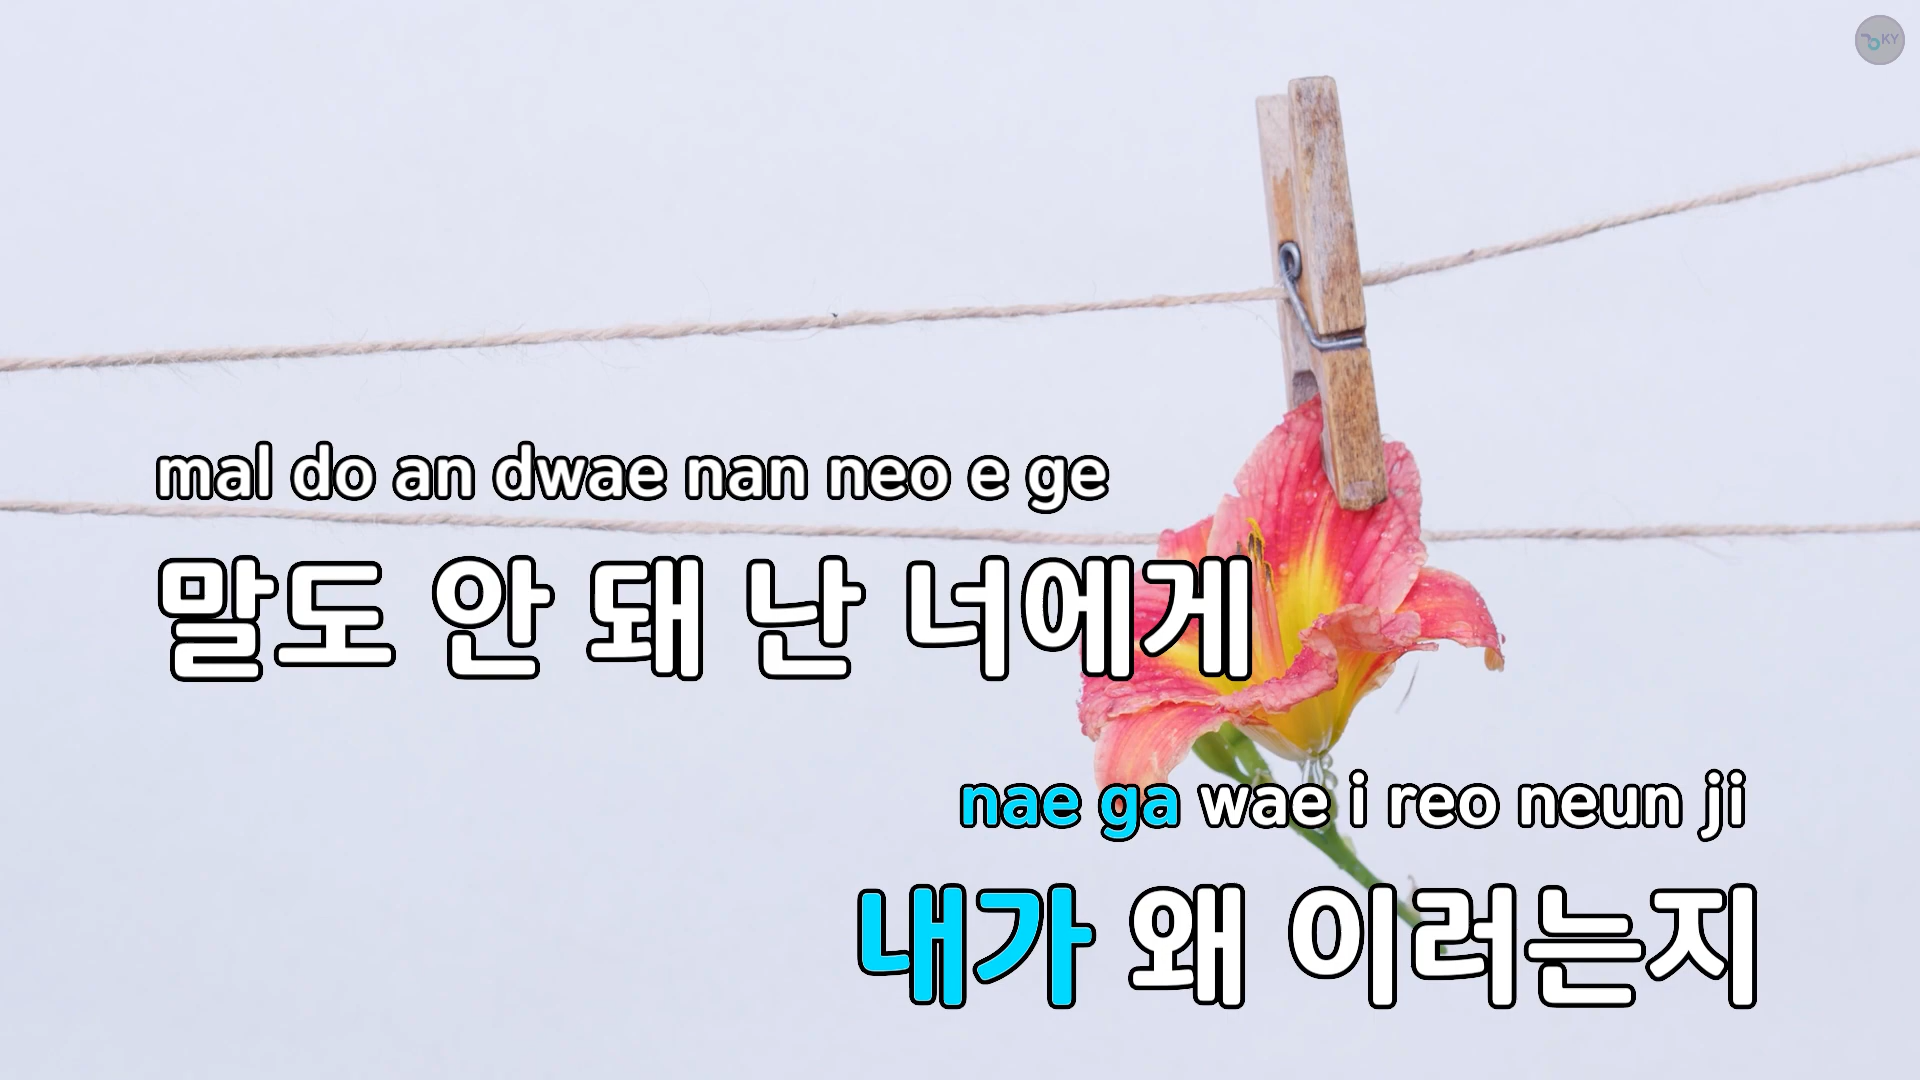 KY
mal do an dwae nan neo e ge
말도 안 돼 난 너에게
nae ga wae i reo neun ji
내가 왜 이러는지